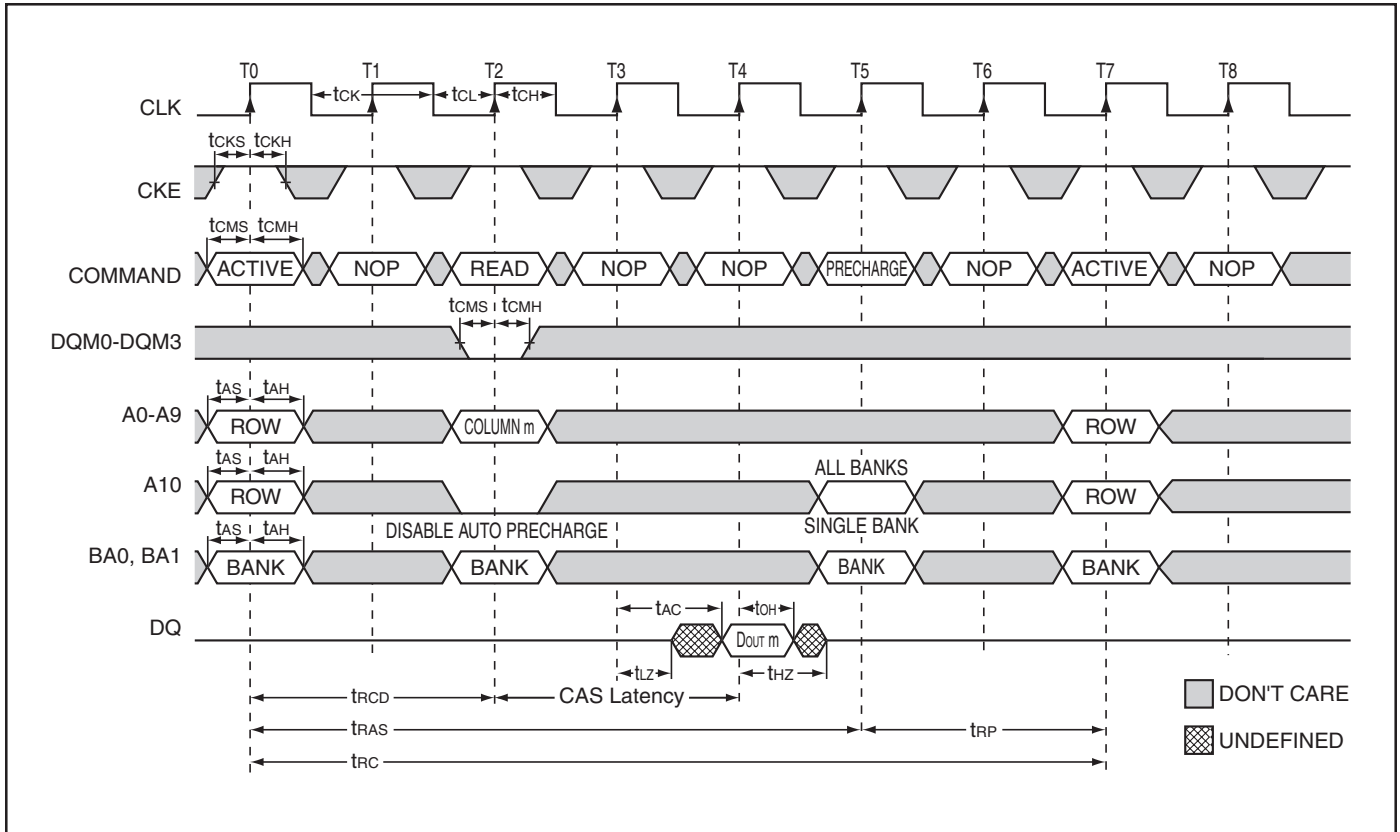 T0 T1 T2 T3 T4 T5 T6 T7 T8
CLK tCK tCL tCH
tCKS tCKH
CKE
tCMS tCMH
COMMAND ACTIVE NOP READ NOP NOP PRECHARGE NOP ACTIVE NOP
tCMS tCMH
DQM0-DQM3
tAS tAH
A0-A9 ROW COLUMN m ROW
tAS tAH ALL BANKS
A10 ROW ROW
tAS tAH DISABLE AUTO PRECHARGE SINGLE BANK
BA0, BA1 BANK BANK BANK BANK
tAC tOH
DQ DOUT m
tLZ tHZ
tRCD CAS Latency DON'T CARE
tRAS tRP
UNDEFINED
tRC